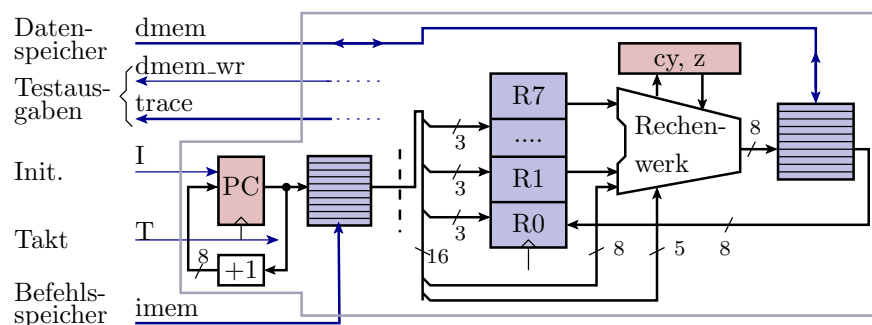 Daten-
speicher
dmem
dmem_wr
Testaus-
gaben
trace
Init.
I
Takt
T
Befehls-
speicher
imem
PC
+1
8
16
3
3
3
R7
....
R1
R0
cy, z
Rechen-
werk
8
8
5
8